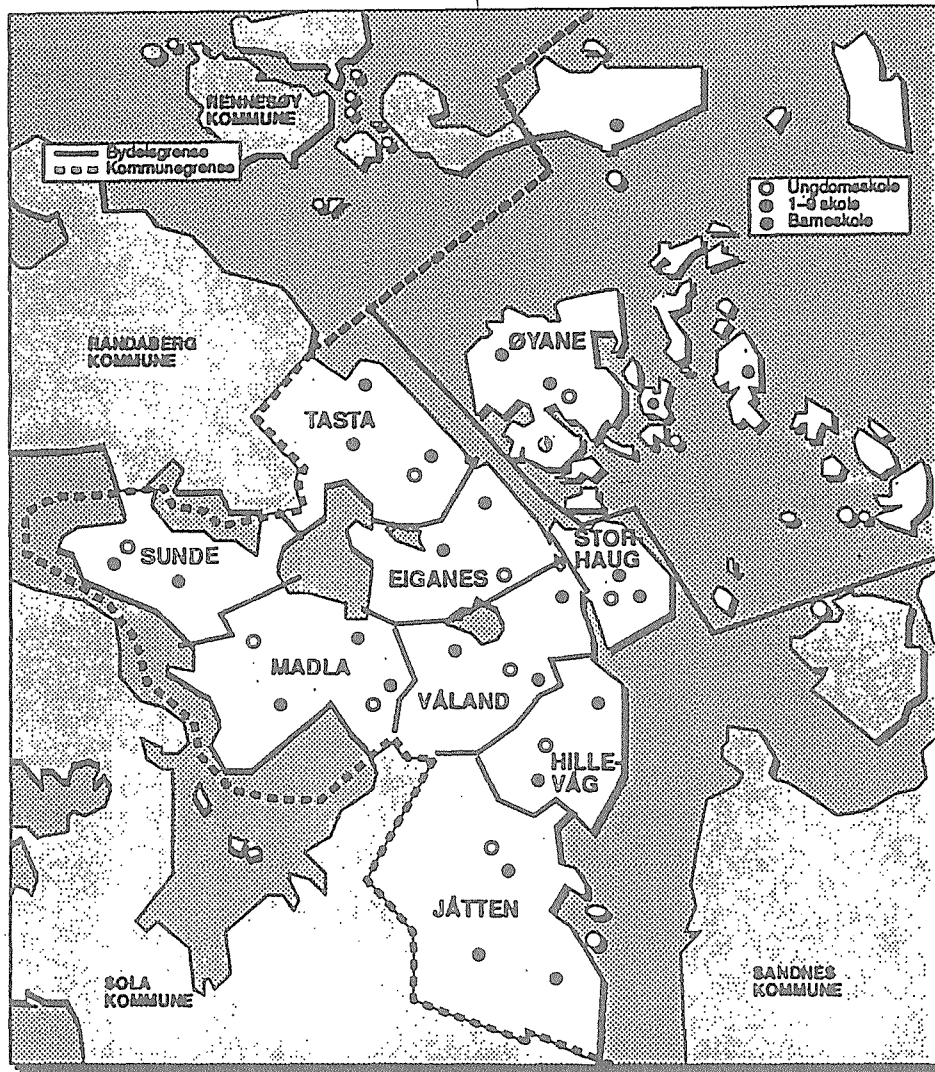 RENNESØY
KOMMUNE
Bydelsgrense
Kommunegrense
Ungdomsskole
1-9 skole
Barneskole
RANDABERG
KOMMUNE
ØYANE
TASTA
STOR-
HAUG
SUNDE
EIGANES
MADLA
VÅLAND
HILLE-
VÅG
JÅTTEN
SOLA
KOMMUNE
SANDNES
KOMMUNE